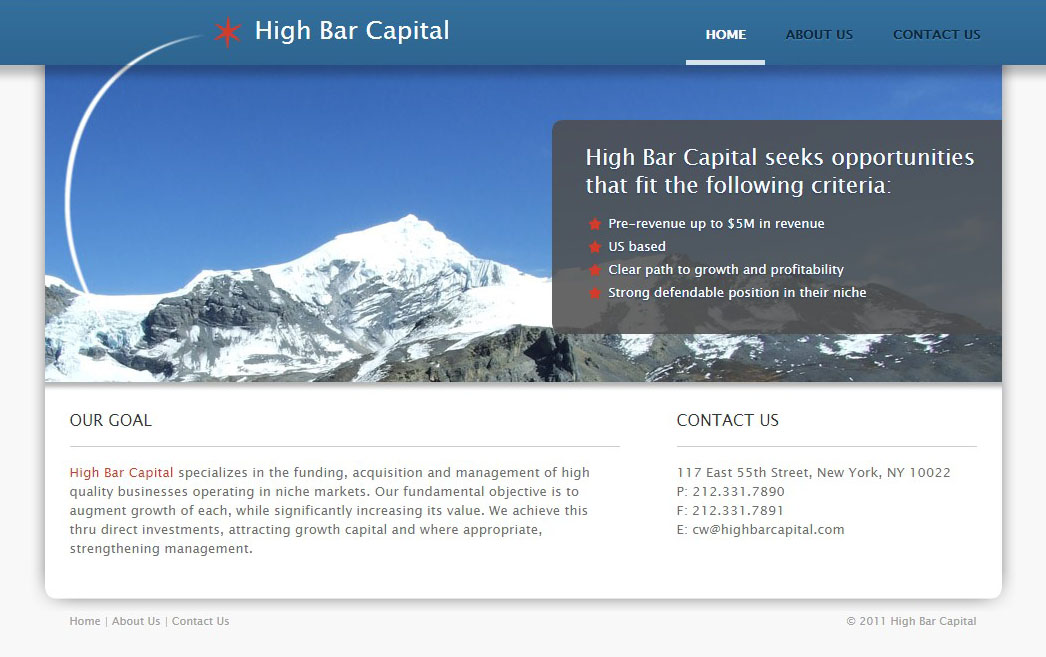 High Bar Capital
HOME
ABOUT US
CONTACT US
High Bar Capital seeks opportunities
that fit the following criteria:
Pre-revenue up to $5M in revenue
US based
Clear path to growth and profitability
Strong defendable position in their niche
OUR GOAL
High Bar Capital specializes in the funding, acquisition and management of high
quality businesses operating in niche markets. Our fundamental objective is to
augment growth of each, while significantly increasing its value. We achieve this
thru direct investments, attracting growth capital and where appropriate,
strengthening management.
CONTACT US
117 East 55th Street, New York, NY 10022
P: 212.331.7890
F: 212.331.7891
E: cw@highbarcapital.com
Home | About Us | Contact Us
© 2011 High Bar Capital